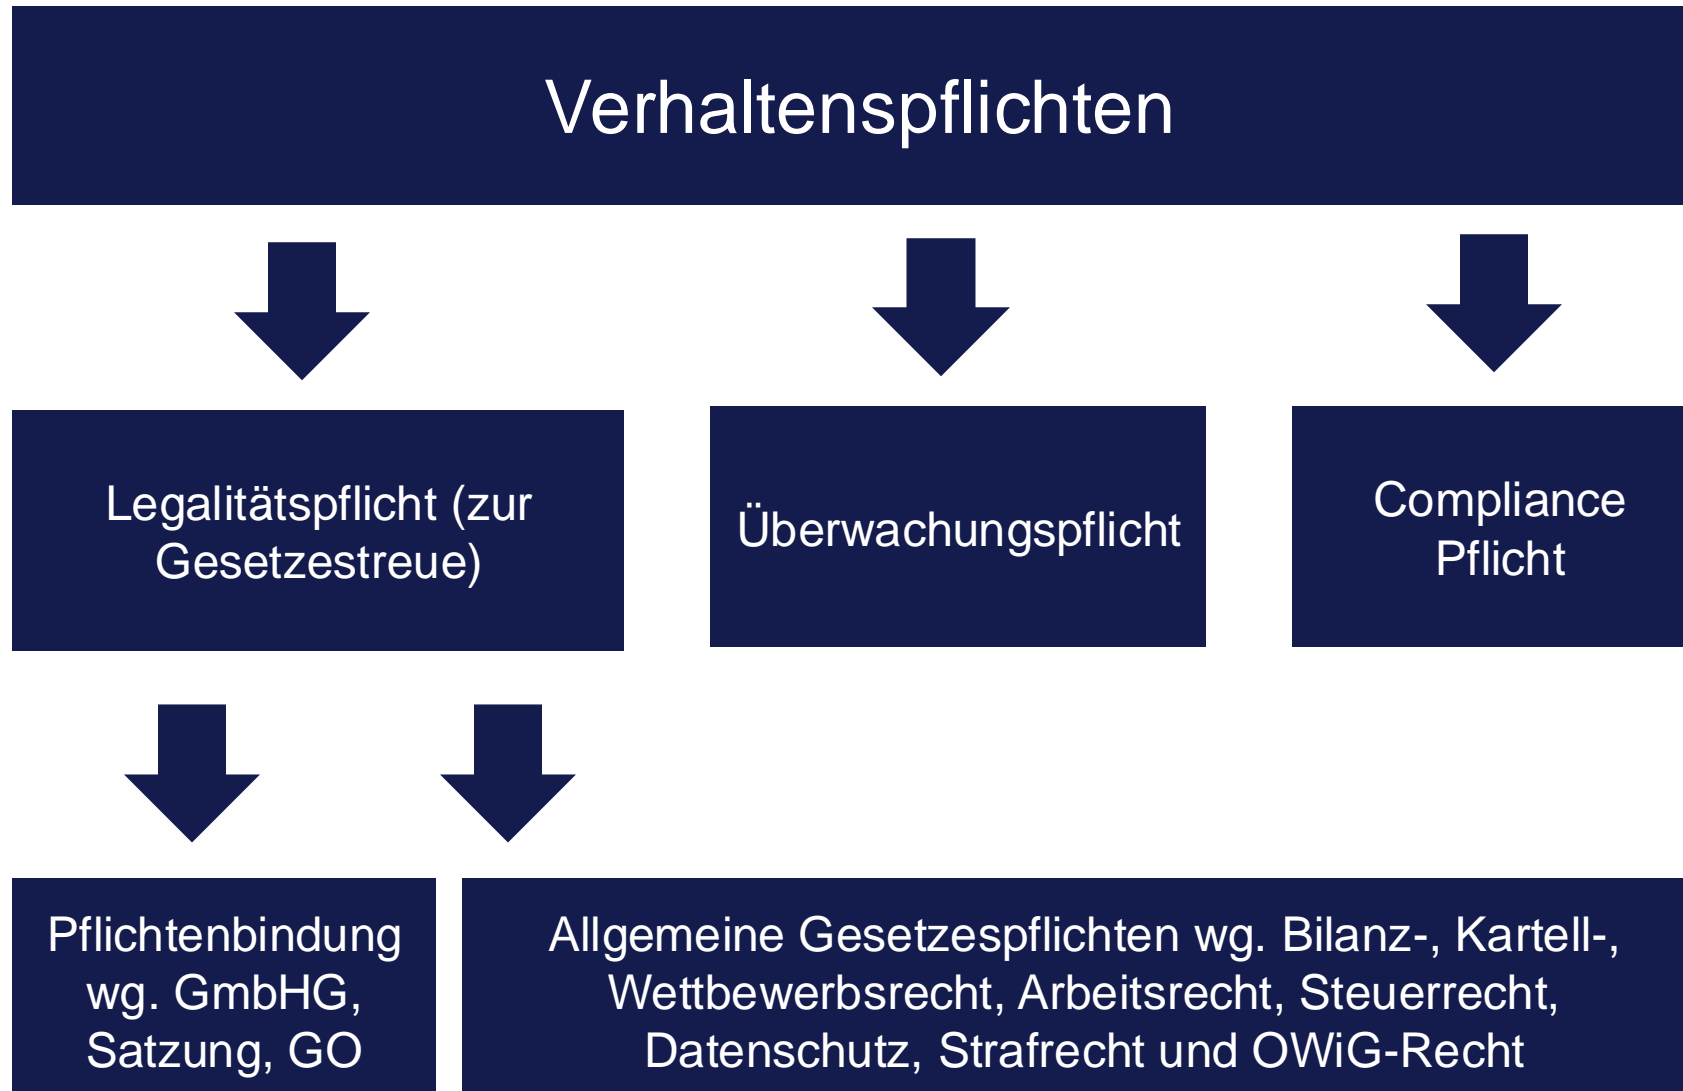 Verhaltenspflichten
Legalitätspflicht (zur
Gesetzestreue)
Überwachungspflicht
Compliance
Pflicht
Pflichtenbindung
wg. GmbHG,
Satzung, GO
Allgemeine Gesetzespflichten wg. Bilanz-, Kartell-,
Wettbewerbsrecht, Arbeitsrecht, Steuerrecht,
Datenschutz, Strafrecht und OWiG-Recht